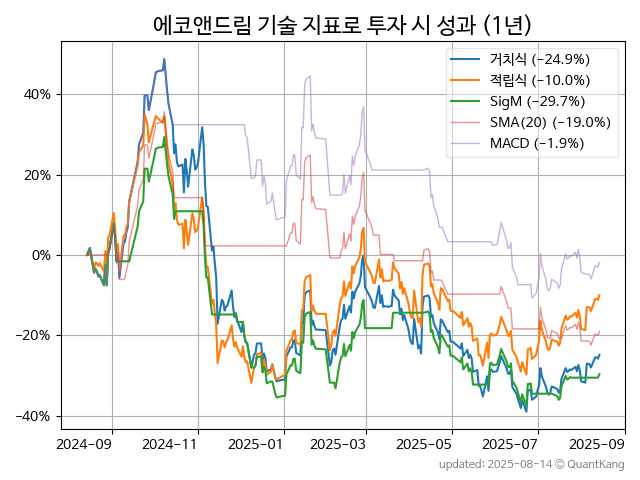 에코앤드림 기술 지표로 투자 시 성과 (1년)
거치식 (−24.9%)
적립식 (−10.0%)
SigM (−29.7%)
SMA(20) (−19.0%)
MACD (−1.9%)
40%
20%
0%
−20%
−40%
2024−09
2024−11
2025−01
2025−03
2025−05
2025−07
2025−09
updated: 2025-08-14 © QuantKang